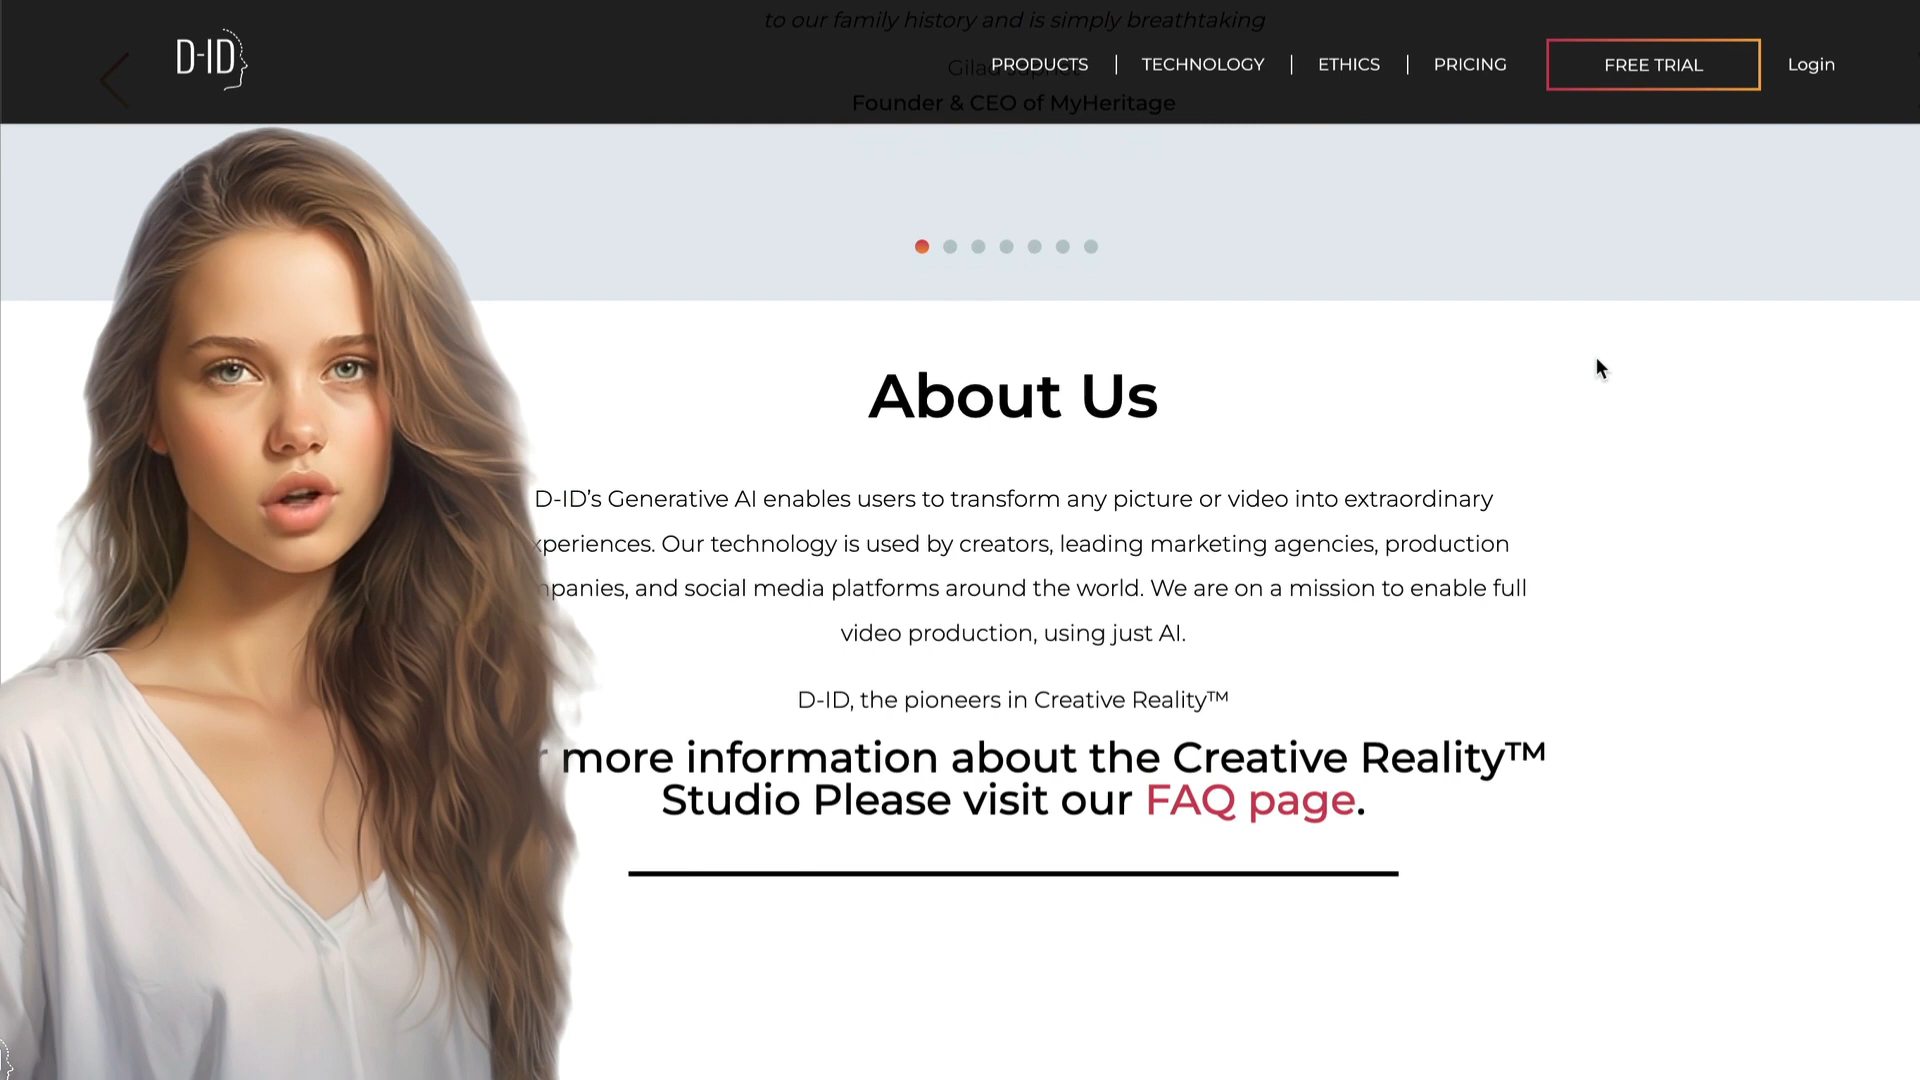 to our family history and is simply breathtaking
D-ID
PRODUCTS | TECHNOLOGY | ETHICS | PRICING
FREE TRIAL
Login
Founder & CEO of MyHeritage
About Us
D-ID’s Generative AI enables users to transform any picture or video into extraordinary
xperiences. Our technology is used by creators, leading marketing agencies, production
mpanies, and social media platforms around the world. We are on a mission to enable full
video production, using just AI.
D-ID, the pioneers in Creative Reality™
r more information about the Creative Reality™
Studio Please visit our FAQ page.